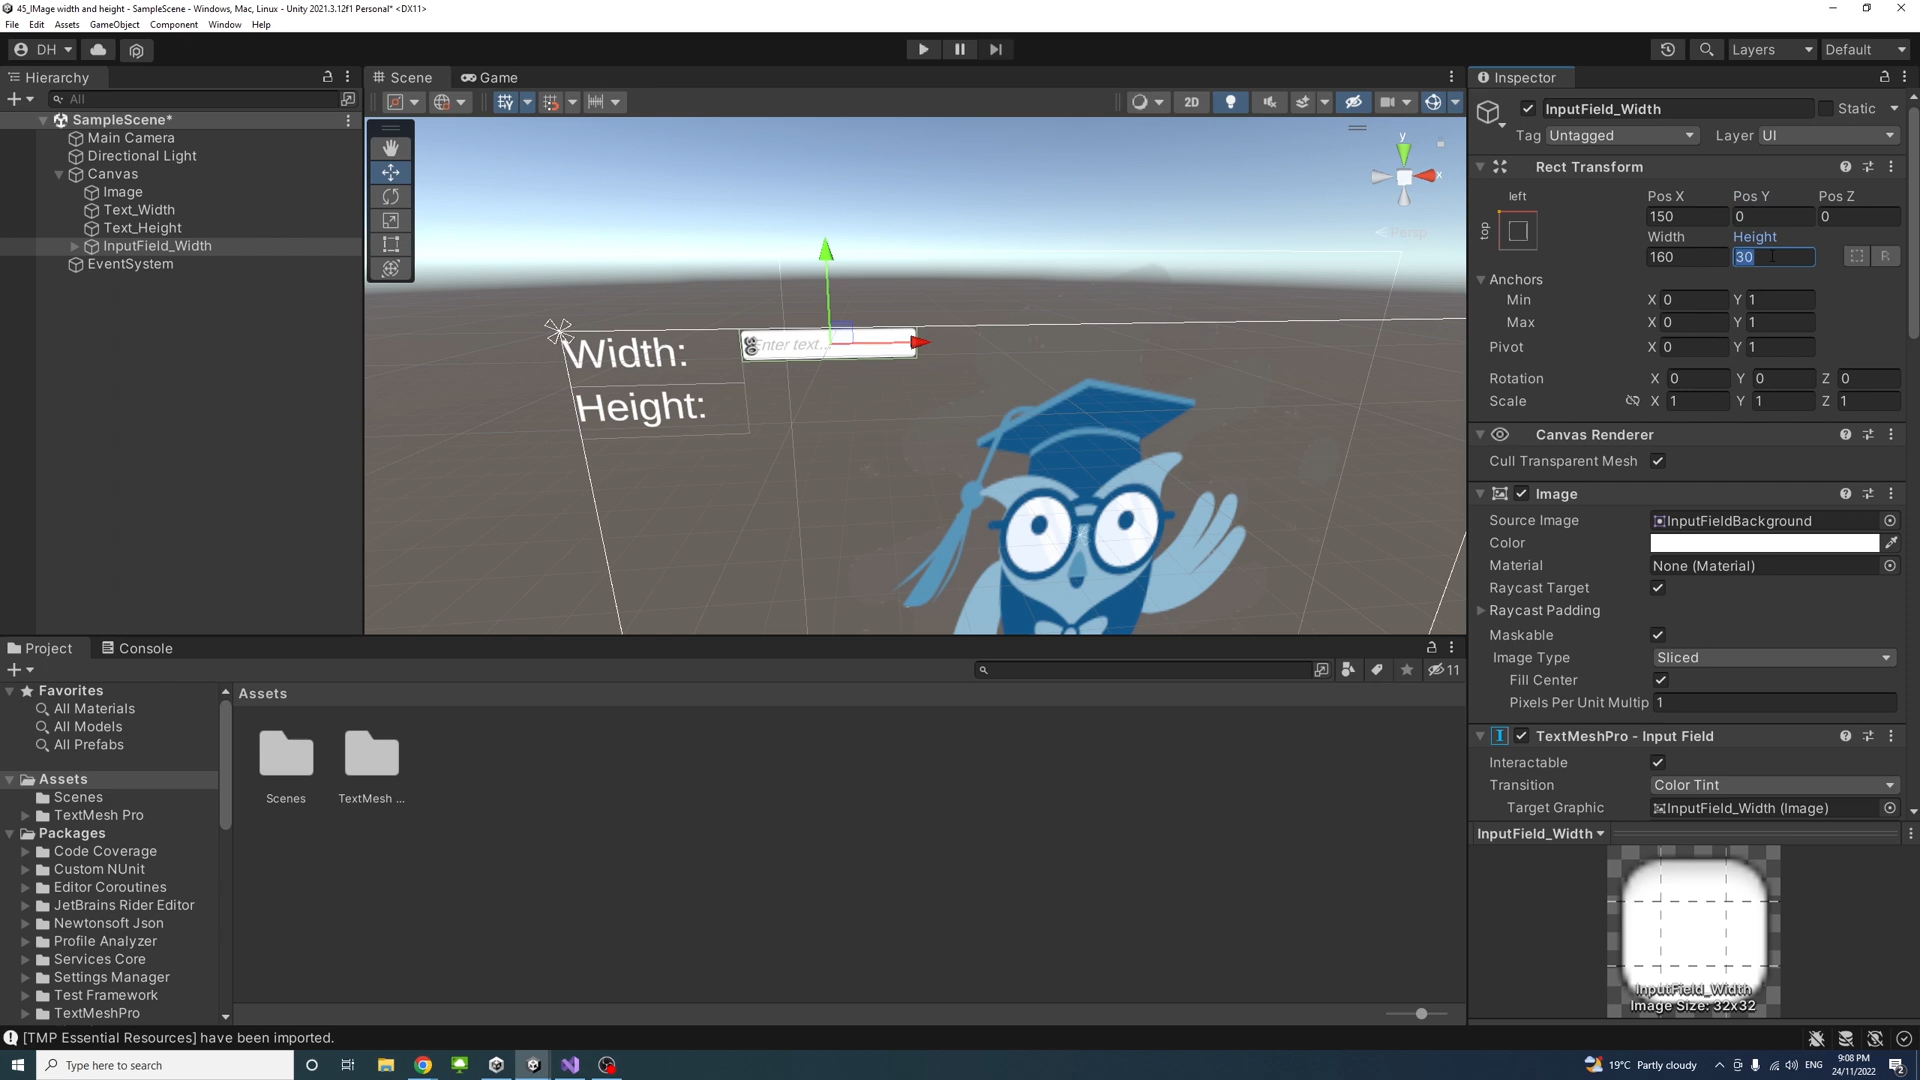 45_IMage width and height - SampleScene - Windows, Mac, Linux - Unity 2021.3.12f1 Personal* <DX11>
File Edit Assets GameObject Component Window Help
DH Layers Default
Hierarchy
All
SampleScene*
Main Camera
Directional Light
Canvas
Image
Text_Width
Text_Height
InputField_Width
EventSystem
Scene Game
2D
y
x
Persp
Width:
Enter text...
Height:
Inspector
InputField_Width Static
Tag Untagged Layer UI
Rect Transform
left Pos X Pos Y Pos Z
top 150 0 0
Width Height
160 30 R
Anchors
Min X 0 Y 1
Max X 0 Y 1
Pivot X 0 Y 1
Rotation X 0 Y 0 Z 0
Scale X 1 Y 1 Z 1
Canvas Renderer
Cull Transparent Mesh
Image
Source Image InputFieldBackground
Color
Material None (Material)
Raycast Target
Raycast Padding
Maskable
Image Type Sliced
Fill Center
Pixels Per Unit Multip 1
TextMeshPro - Input Field
Interactable
Transition Color Tint
Target Graphic InputField_Width (Image)
InputField_Width
InputField_Width
Image Size: 32x32
Project Console
11
Favorites
All Materials
All Models
All Prefabs
Assets
Scenes
TextMesh Pro
Packages
Code Coverage
Custom NUnit
Editor Coroutines
JetBrains Rider Editor
Newtonsoft Json
Profile Analyzer
Services Core
Settings Manager
Test Framework
TextMeshPro
Assets
Scenes TextMesh ...
[TMP Essential Resources] have been imported.
Type here to search
19°C Partly cloudy ENG 9:08 PM
24/11/2022 2